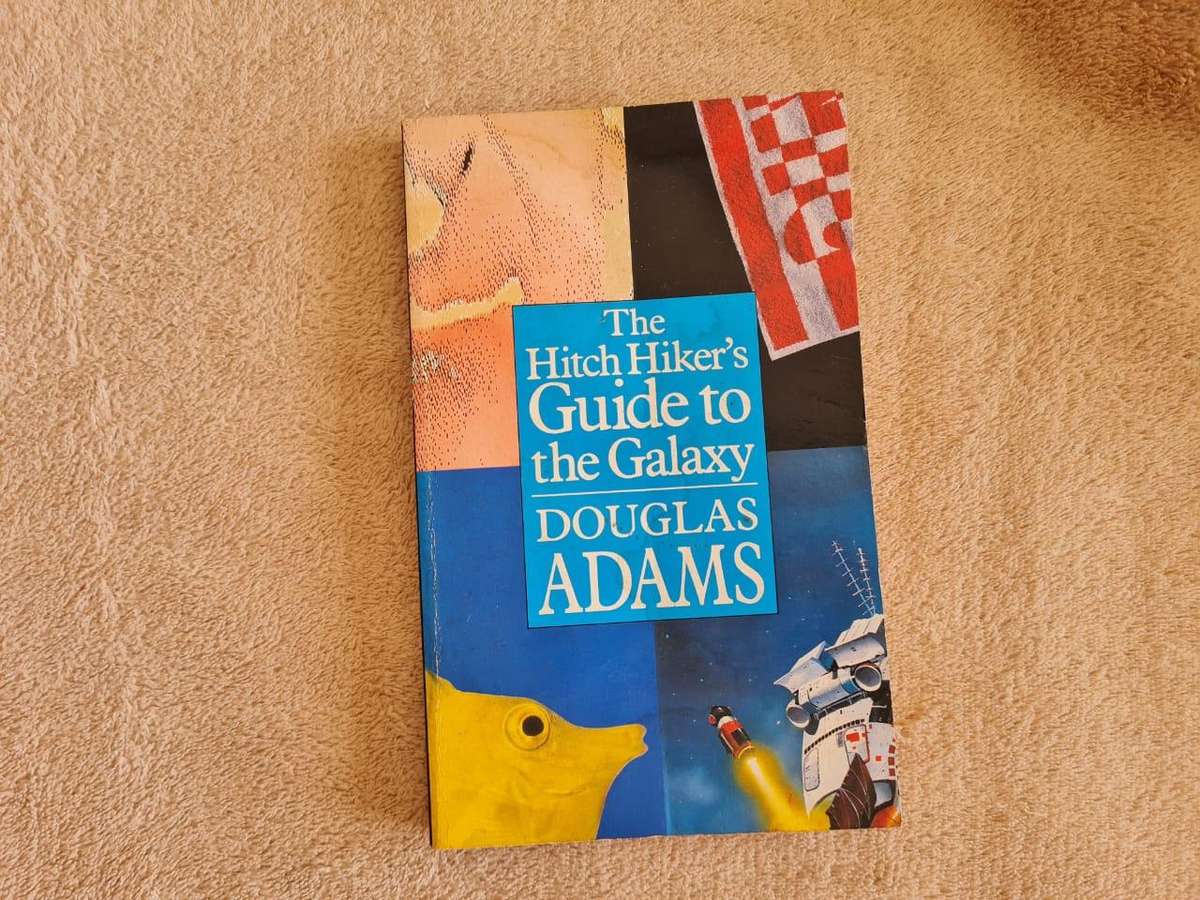 The
Hitch Hiker's
Guide to
the Galaxy
DOUGLAS
ADAMS